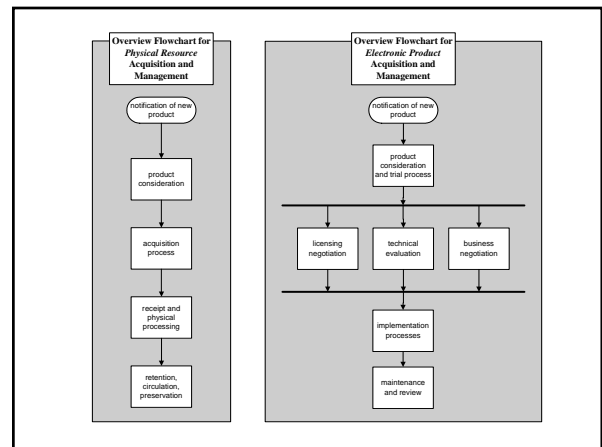 Overview Flowchart for
Physical Resource
Acquisition and
Management
notification of new
product
product
consideration
acquisition
process
receipt and
physical
processing
retention,
circulation,
preservation
Overview Flowchart for
Electronic Product
Acquisition and
Management
notification of new
product
product
consideration
and trial process
licensing
negotiation
technical
evaluation
business
negotiation
implementation
processes
maintenance
and review